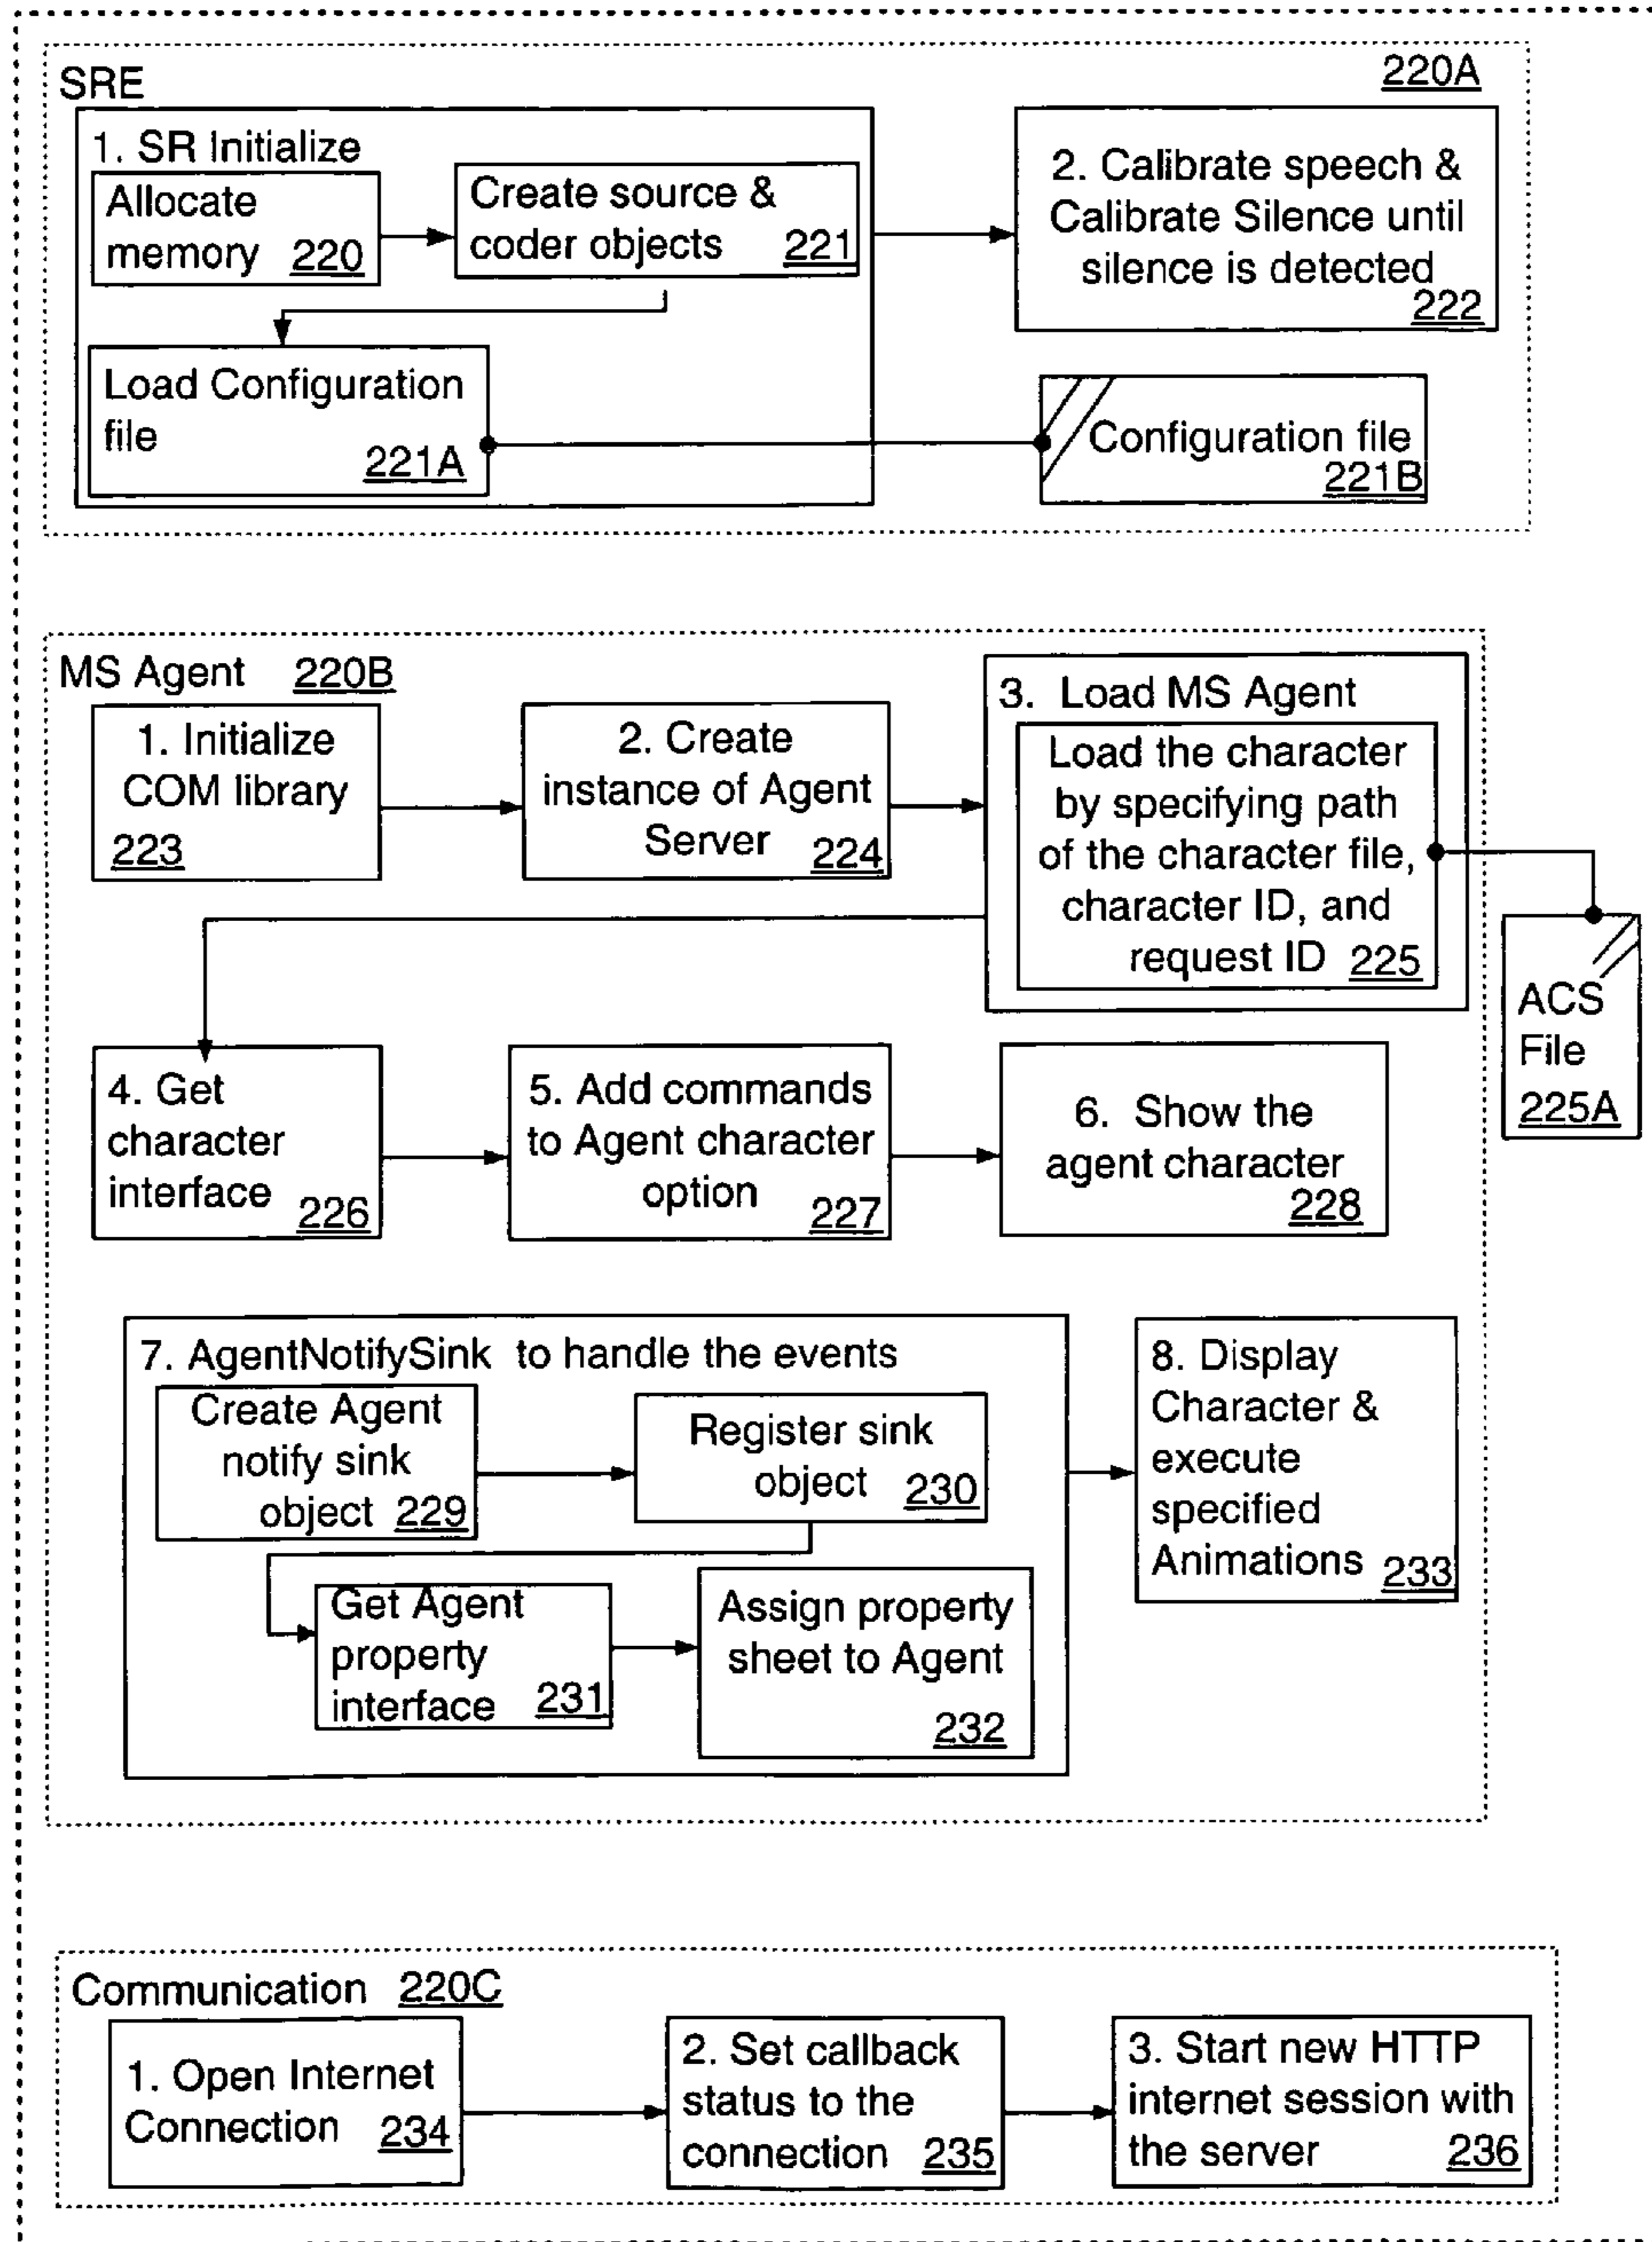 SRE
220A
1. SR Initialize
Allocate
memory 220
Create source &
coder objects 221
2. Calibrate speech &
Calibrate Silence until
silence is detected
222
Load Configuration
file
221A
Configuration file
221B
MS Agent 220B
1. Initialize
COM library
223
2. Create
instance of Agent
Server 224
3. Load MS Agent
Load the character
by specifying path
of the character file,
character ID, and
request ID 225
ACS
File
225A
4. Get
character
interface 226
5. Add commands
to Agent character
option 227
6. Show the
agent character
228
7. AgentNotifySink to handle the events
Create Agent
notify sink
object 229
Register sink
object 230
Get Agent
property
interface 231
Assign property
sheet to Agent
232
8. Display
Character &
execute
specified
Animations 233
Communication 220C
1. Open Internet
Connection 234
2. Set callback
status to the
connection 235
3. Start new HTTP
internet session with
the server 236